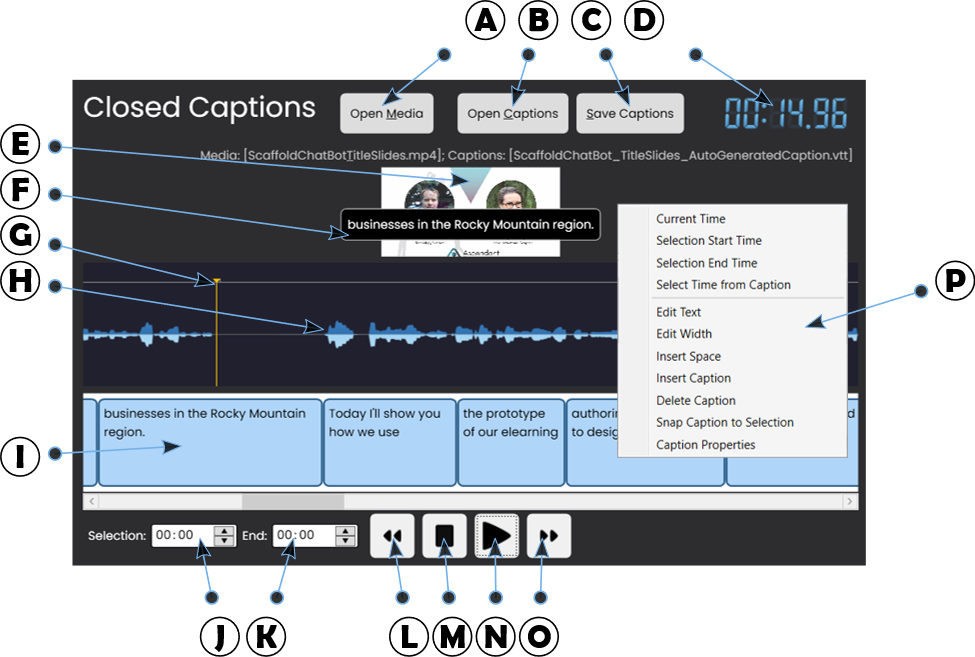 A B C D
Closed Captions
Open Media
Open Captions
Save Captions
00:14.96
E
Media: [ScaffoldChatBotTitleSlides.mp4]; Captions: [ScaffoldChatBot_TitleSlides_AutoGeneratedCaption.vtt]
F
businesses in the Rocky Mountain region.
Ascendort
G
H
Current Time
Selection Start Time
Selection End Time
Select Time from Caption
Edit Text
Edit Width
Insert Space
Insert Caption
Delete Caption
Snap Caption to Selection
Caption Properties
P
businesses in the Rocky Mountain
region.
Today I'll show you
how we use
the prototype
of our elearning
I
Selection: 00:00 End: 00:00
J K L M N O